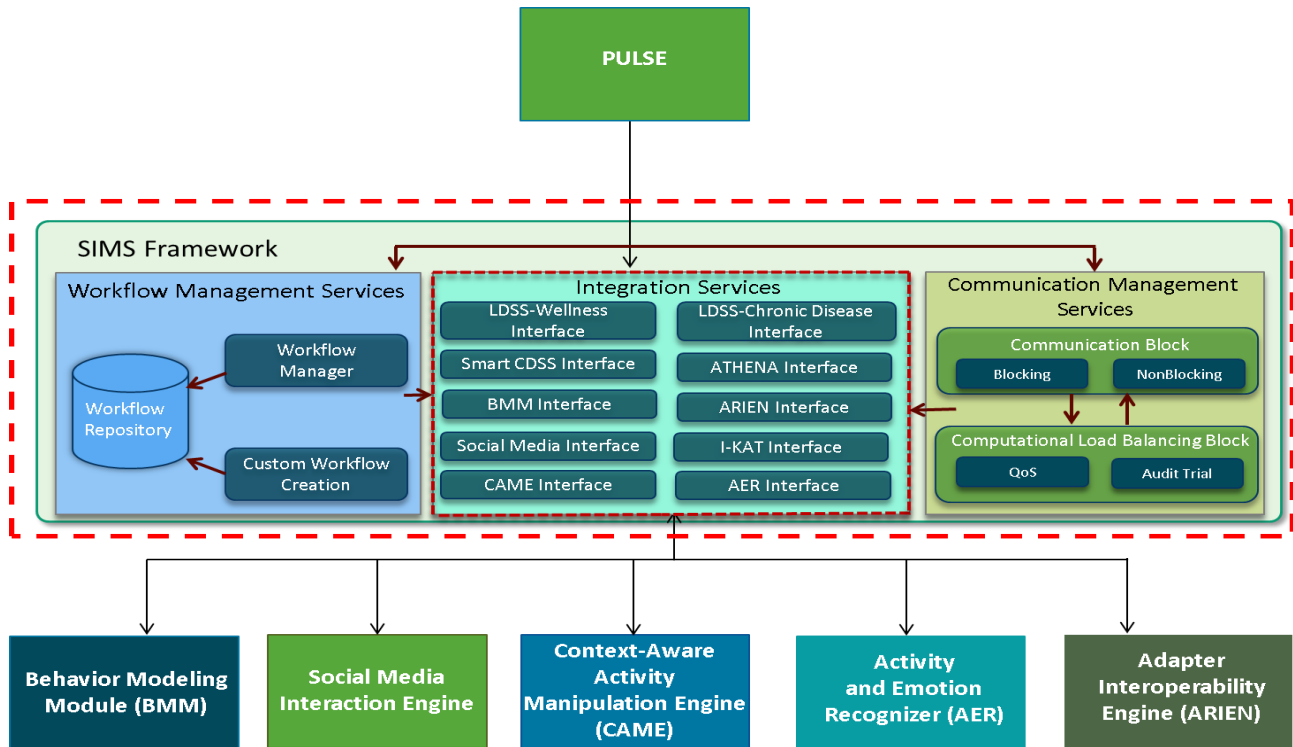 PULSE
SIMS Framework
Workflow Management Services
Workflow
Manager
Workflow
Repository
Custom Workflow
Creation
Integration Services
LDSS-Wellness
Interface
LDSS-Chronic Disease
Interface
Smart CDSS Interface
ATHENA Interface
BMM Interface
ARIEN Interface
Social Media Interface
I-KAT Interface
CAME Interface
AER Interface
Communication Management
Services
Communication Block
Blocking
NonBlocking
Computational Load Balancing Block
QoS
Audit Trial
Behavior Modeling
Module (BMM)
Social Media
Interaction Engine
Context-Aware
Activity
Manipulation Engine
(CAME)
Activity
and Emotion
Recognizer (AER)
Adapter
Interoperability
Engine (ARIEN)